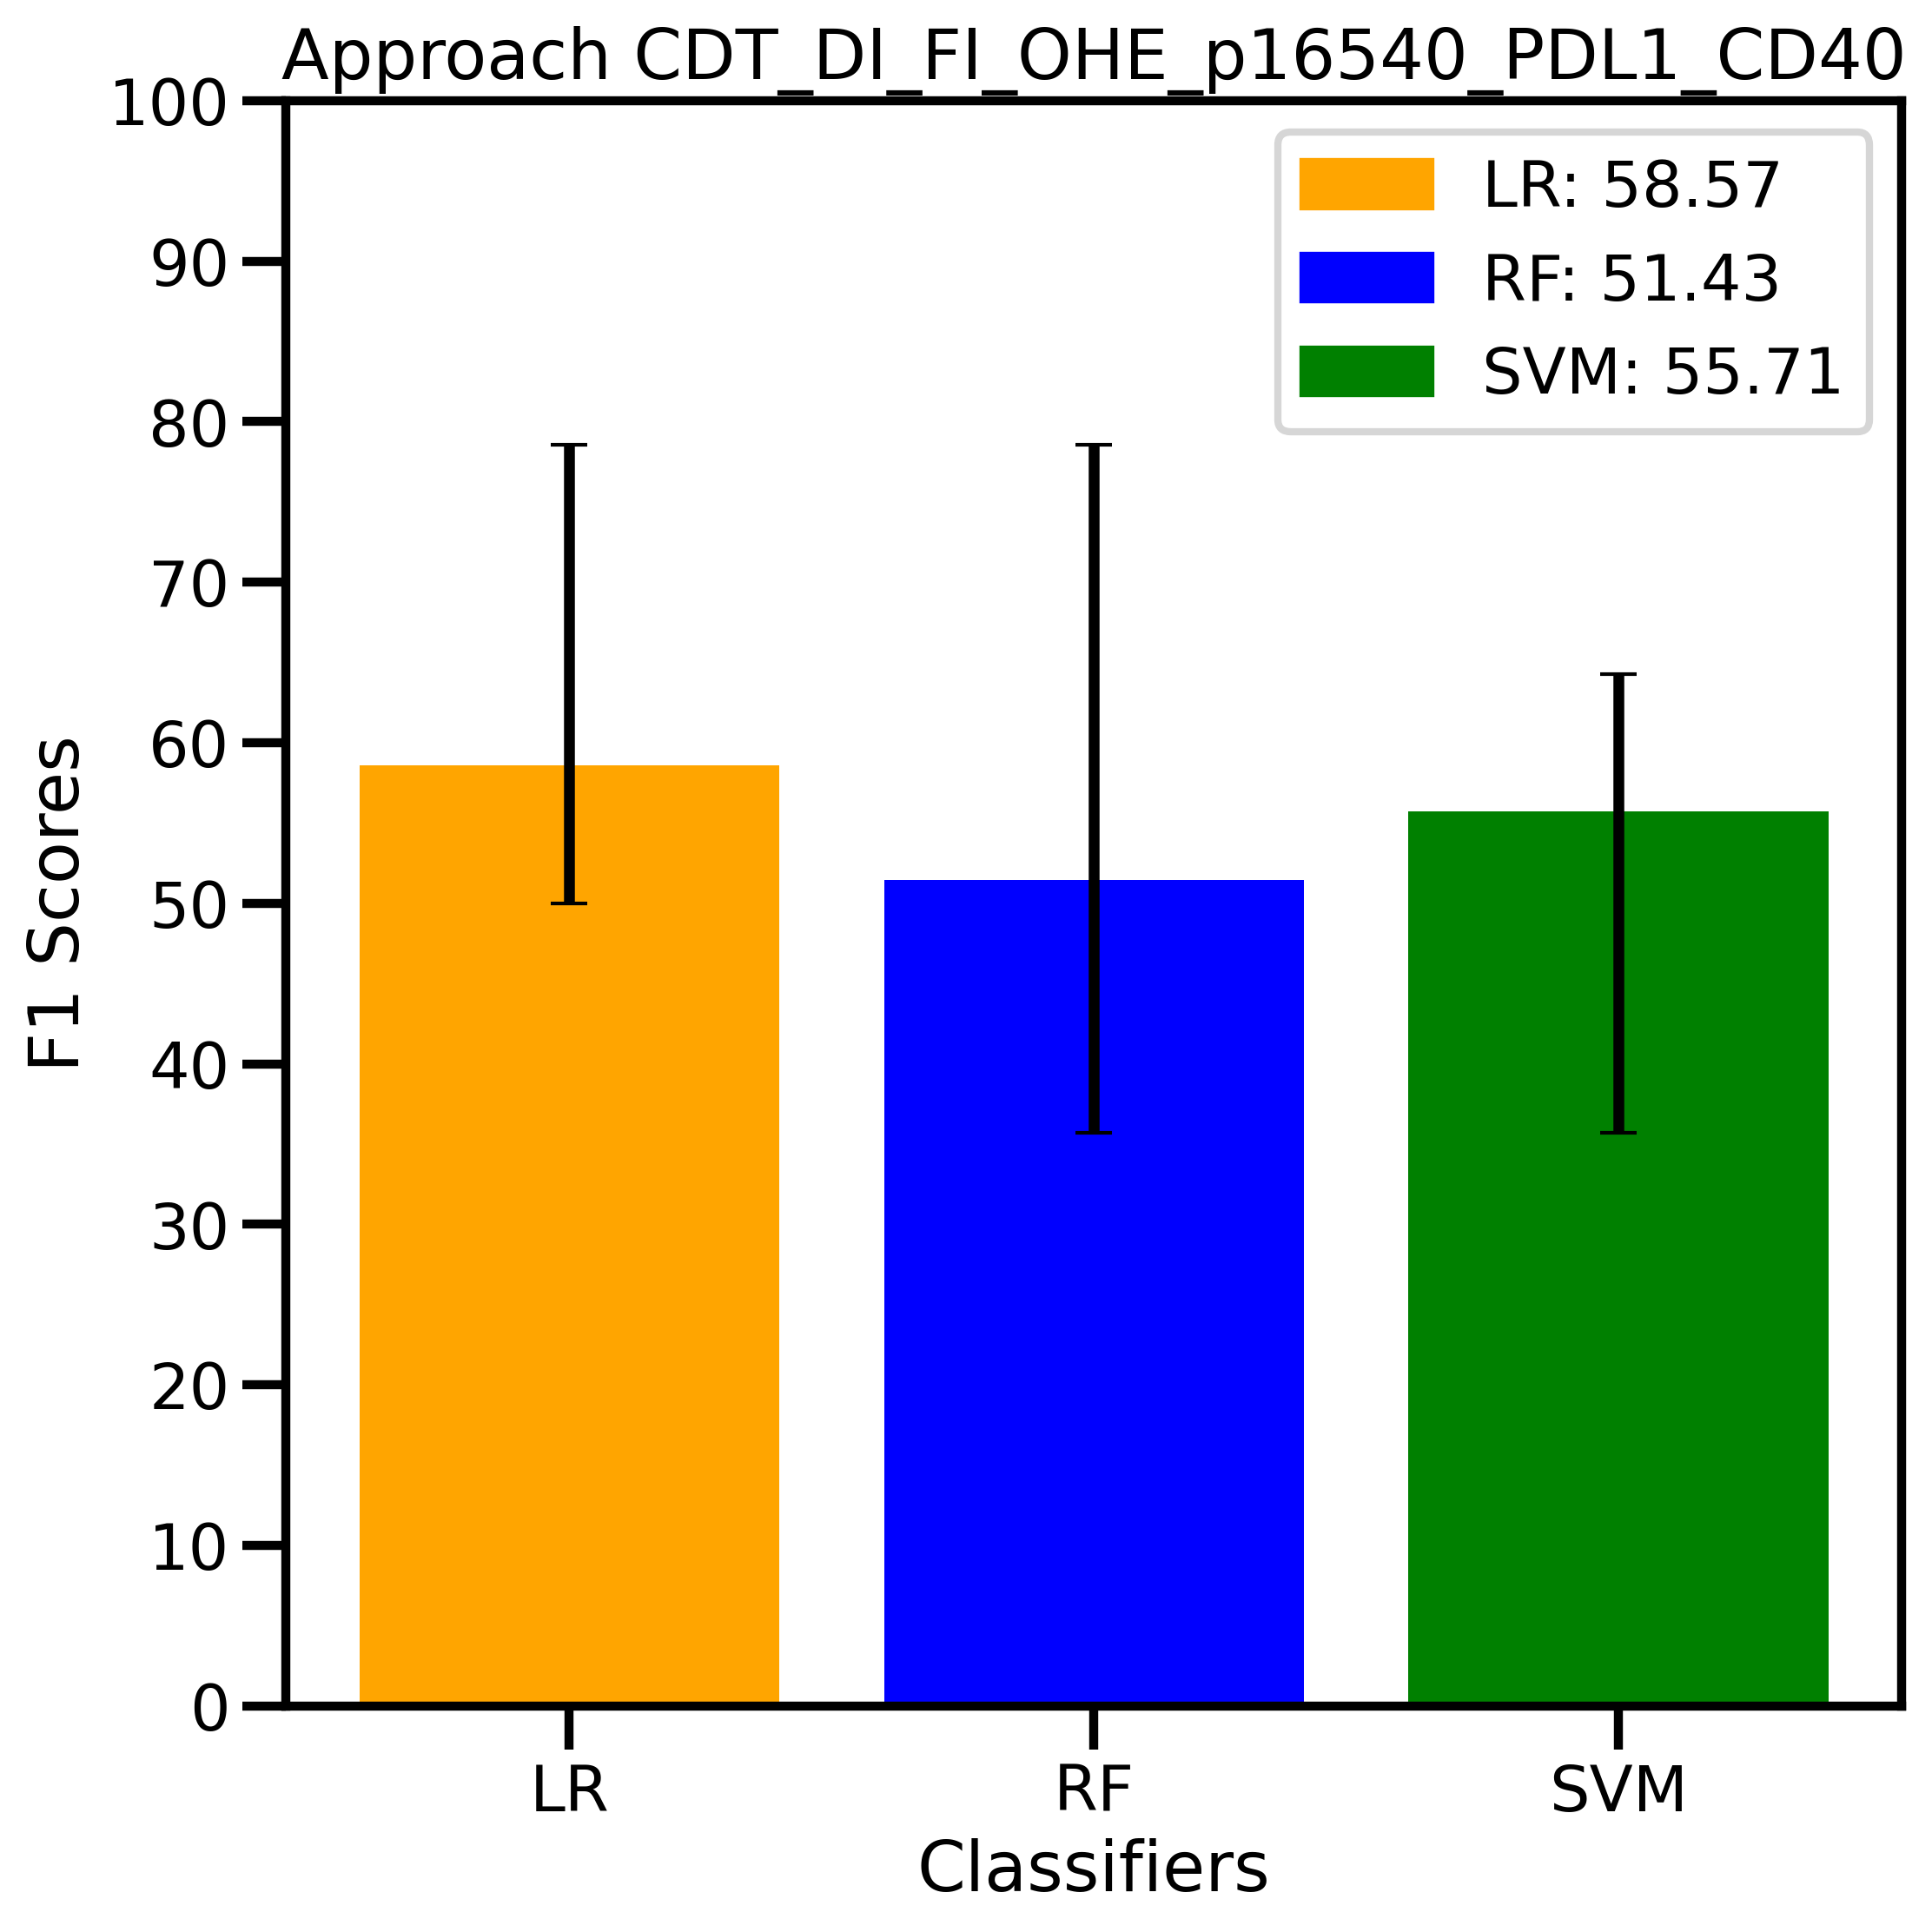 Approach CDT_DI_FI_OHE_p16540_PDL1_CD40
100
90
80
70
60
50
40
30
20
10
0
F1 Scores
LR: 58.57
RF: 51.43
SVM: 55.71
LR
RF
SVM
Classifiers